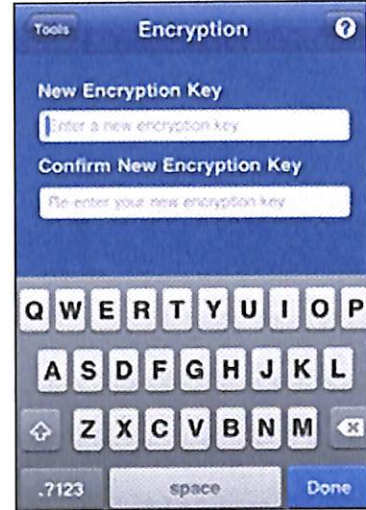 Tools Encryption ?
New Encryption Key
Enter a new encryption key
Confirm New Encryption Key
Re-enter your new encryption key
Q W E R T Y U I O P
A S D F G H J K L
Z X C V B N M
.?123 space Done